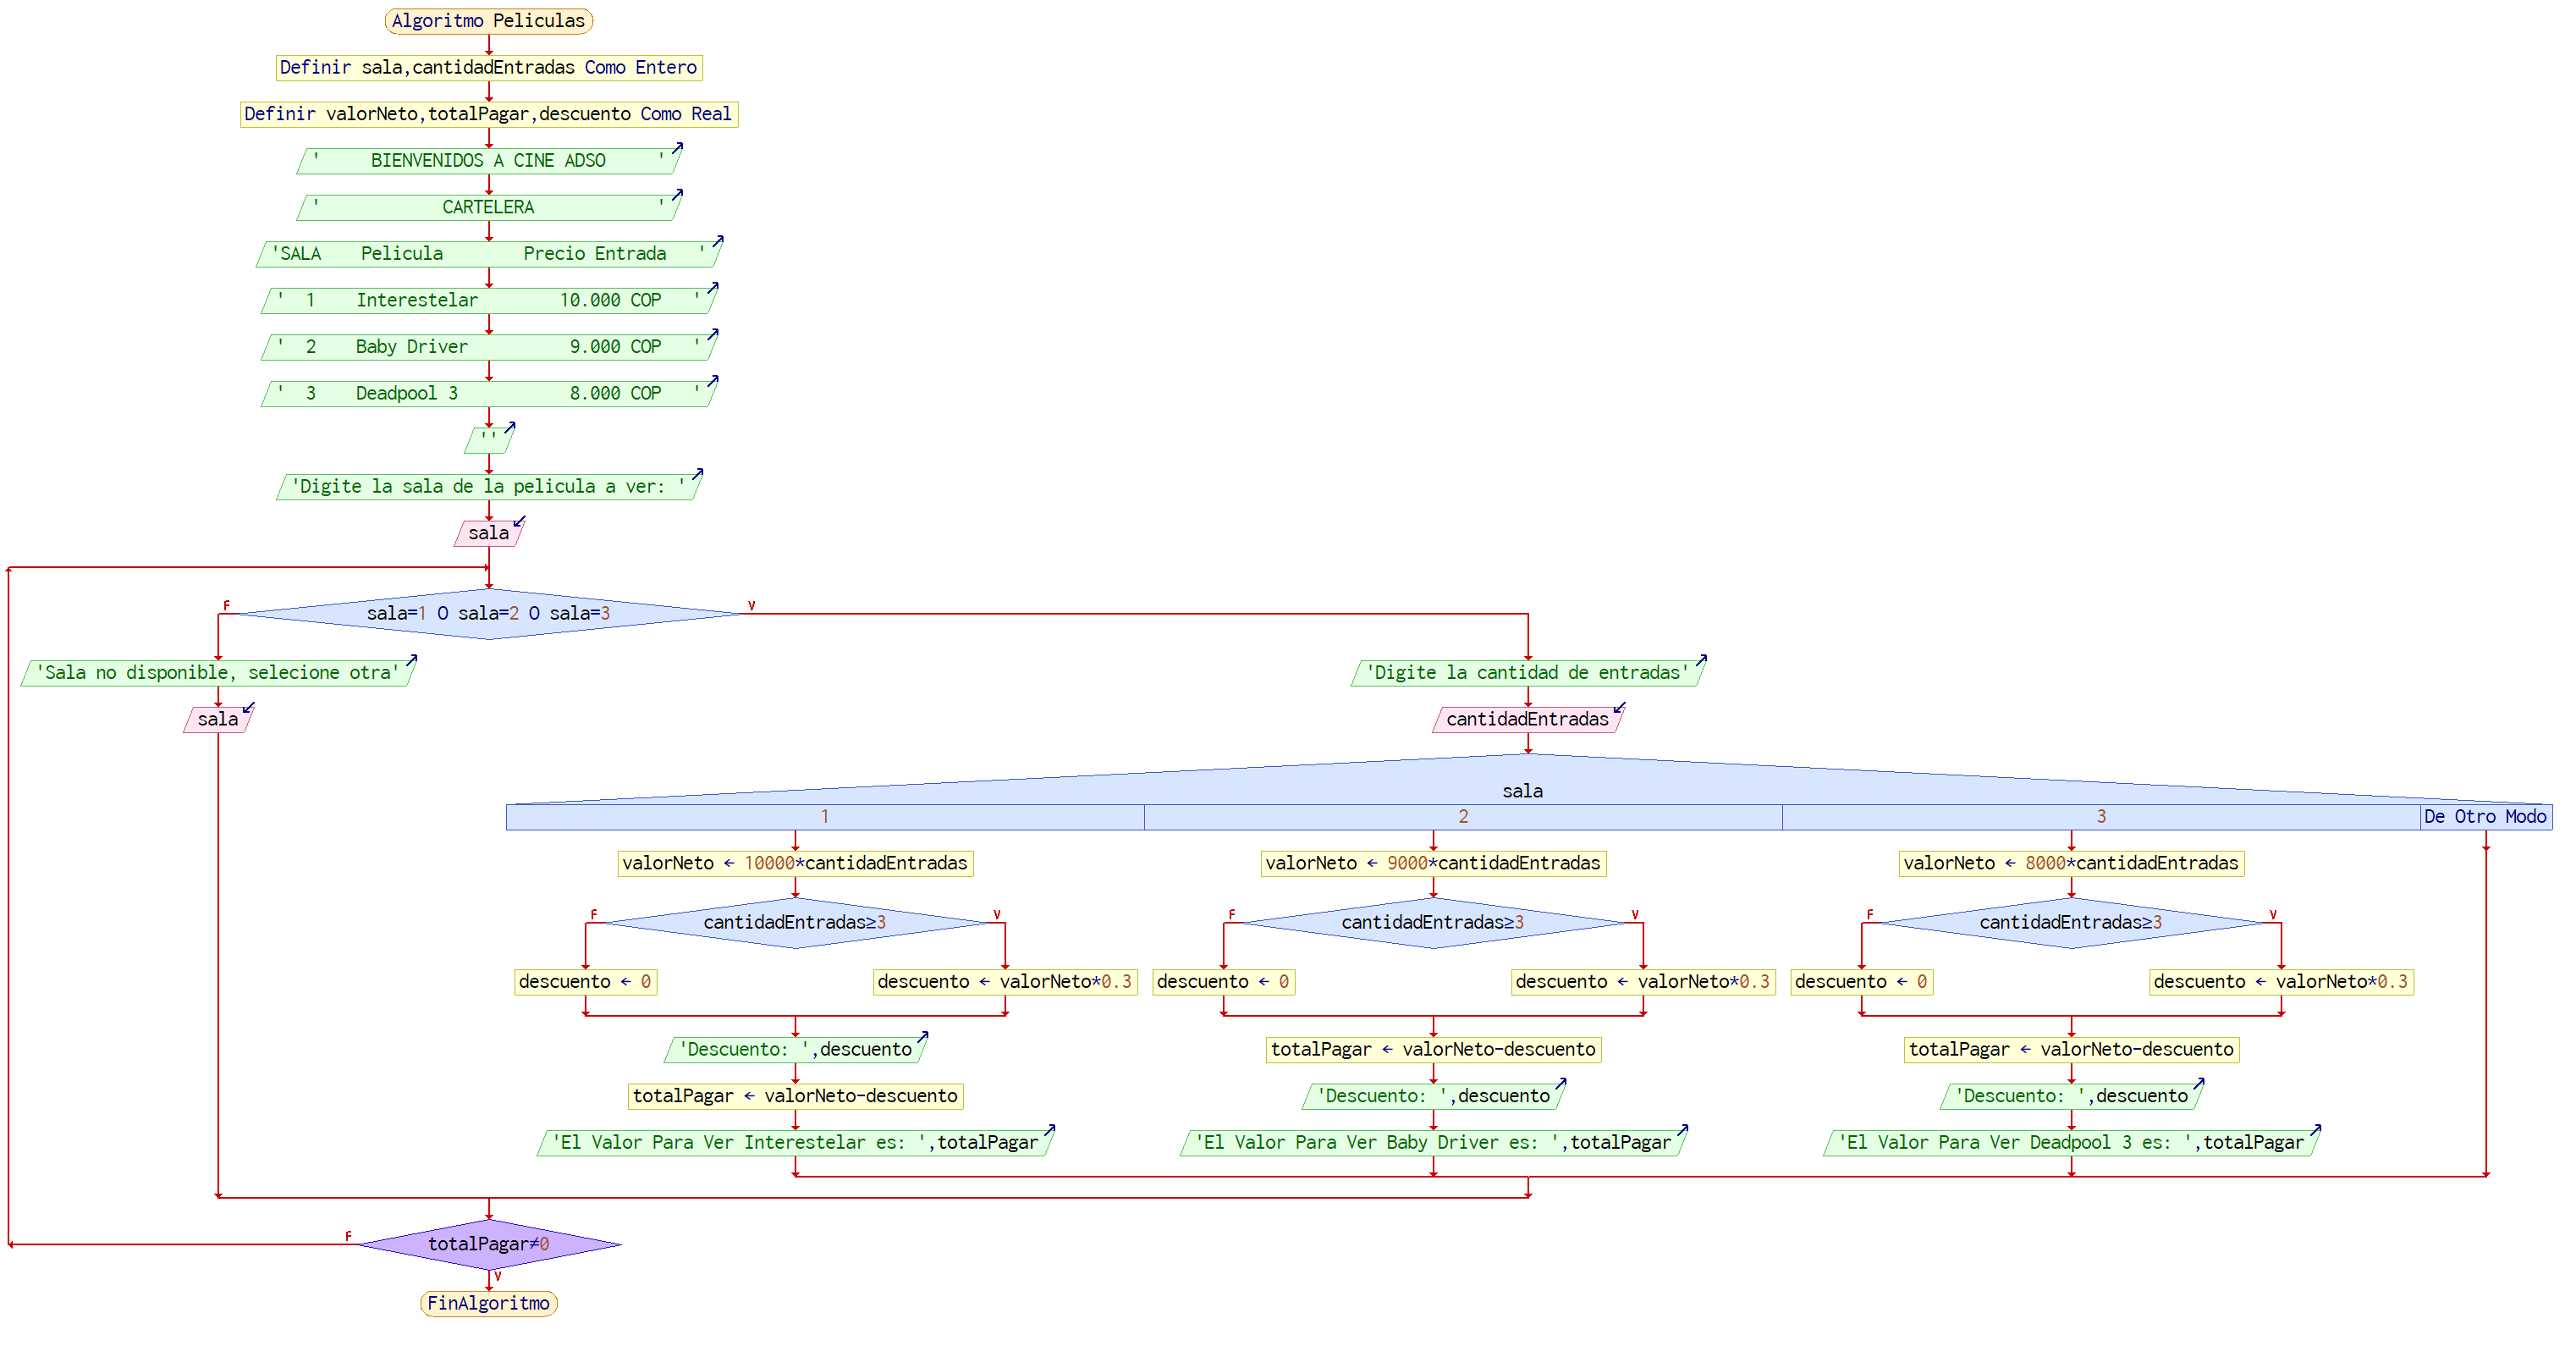 Algoritmo Peliculas
Definir sala,cantidadEntradas Como Entero
Definir valorNeto,totalPagar,descuento Como Real
'     BIENVENIDOS A CINE ADSO     '
'            CARTELERA            '
'SALA    Pelicula        Precio Entrada   '
'  1    Interestelar        10.000 COP   '
'  2    Baby Driver          9.000 COP   '
'  3    Deadpool 3           8.000 COP   '
''
'Digite la sala de la pelicula a ver: '
sala
F
V
sala=1 O sala=2 O sala=3
'Sala no disponible, selecione otra'
sala
'Digite la cantidad de entradas'
cantidadEntradas
sala
1
2
3
De Otro Modo
valorNeto ← 10000*cantidadEntradas
F
V
cantidadEntradas≥3
descuento ← 0
descuento ← valorNeto*0.3
'Descuento: ',descuento
totalPagar ← valorNeto-descuento
'El Valor Para Ver Interestelar es: ',totalPagar
valorNeto ← 9000*cantidadEntradas
F
V
cantidadEntradas≥3
descuento ← 0
descuento ← valorNeto*0.3
totalPagar ← valorNeto-descuento
'Descuento: ',descuento
'El Valor Para Ver Baby Driver es: ',totalPagar
valorNeto ← 8000*cantidadEntradas
F
V
cantidadEntradas≥3
descuento ← 0
descuento ← valorNeto*0.3
totalPagar ← valorNeto-descuento
'Descuento: ',descuento
'El Valor Para Ver Deadpool 3 es: ',totalPagar
F
totalPagar≠0
V
FinAlgoritmo